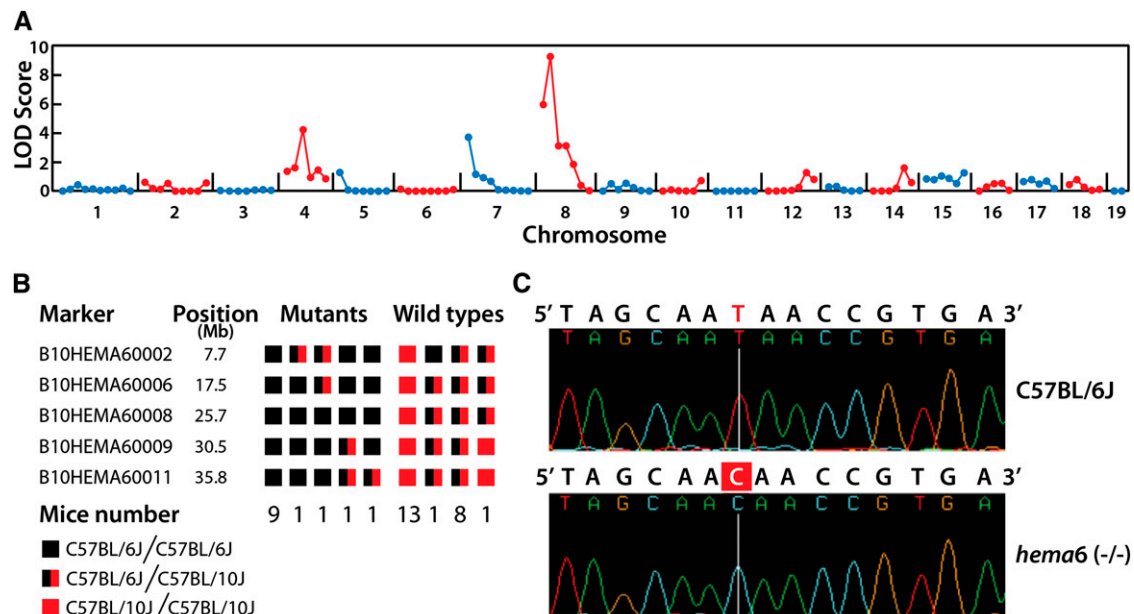 A
LOD Score
10
8
6
4
2
0
1 2 3 4 5 6 7 8 9 10 11 12 13 14 15 16 17 18 19
Chromosome
B
Marker Position (Mb) Mutants Wild types
B10HEMA60002 7.7
B10HEMA60006 17.5
B10HEMA60008 25.7
B10HEMA60009 30.5
B10HEMA60011 35.8
Mice number 9 1 1 1 1 13 1 8 1
C57BL/6J/C57BL/6J
C57BL/6J/C57BL/10J
C57BL/10J/C57BL/10J
C
5′ T A G C A A T A A C C G T G A 3′
T A G C A A T A A C C G T G A
C57BL/6J
5′ T A G C A A C A A C C G T G A 3′
T A G C A A C A A C C G T G A
hema6 (-/-)